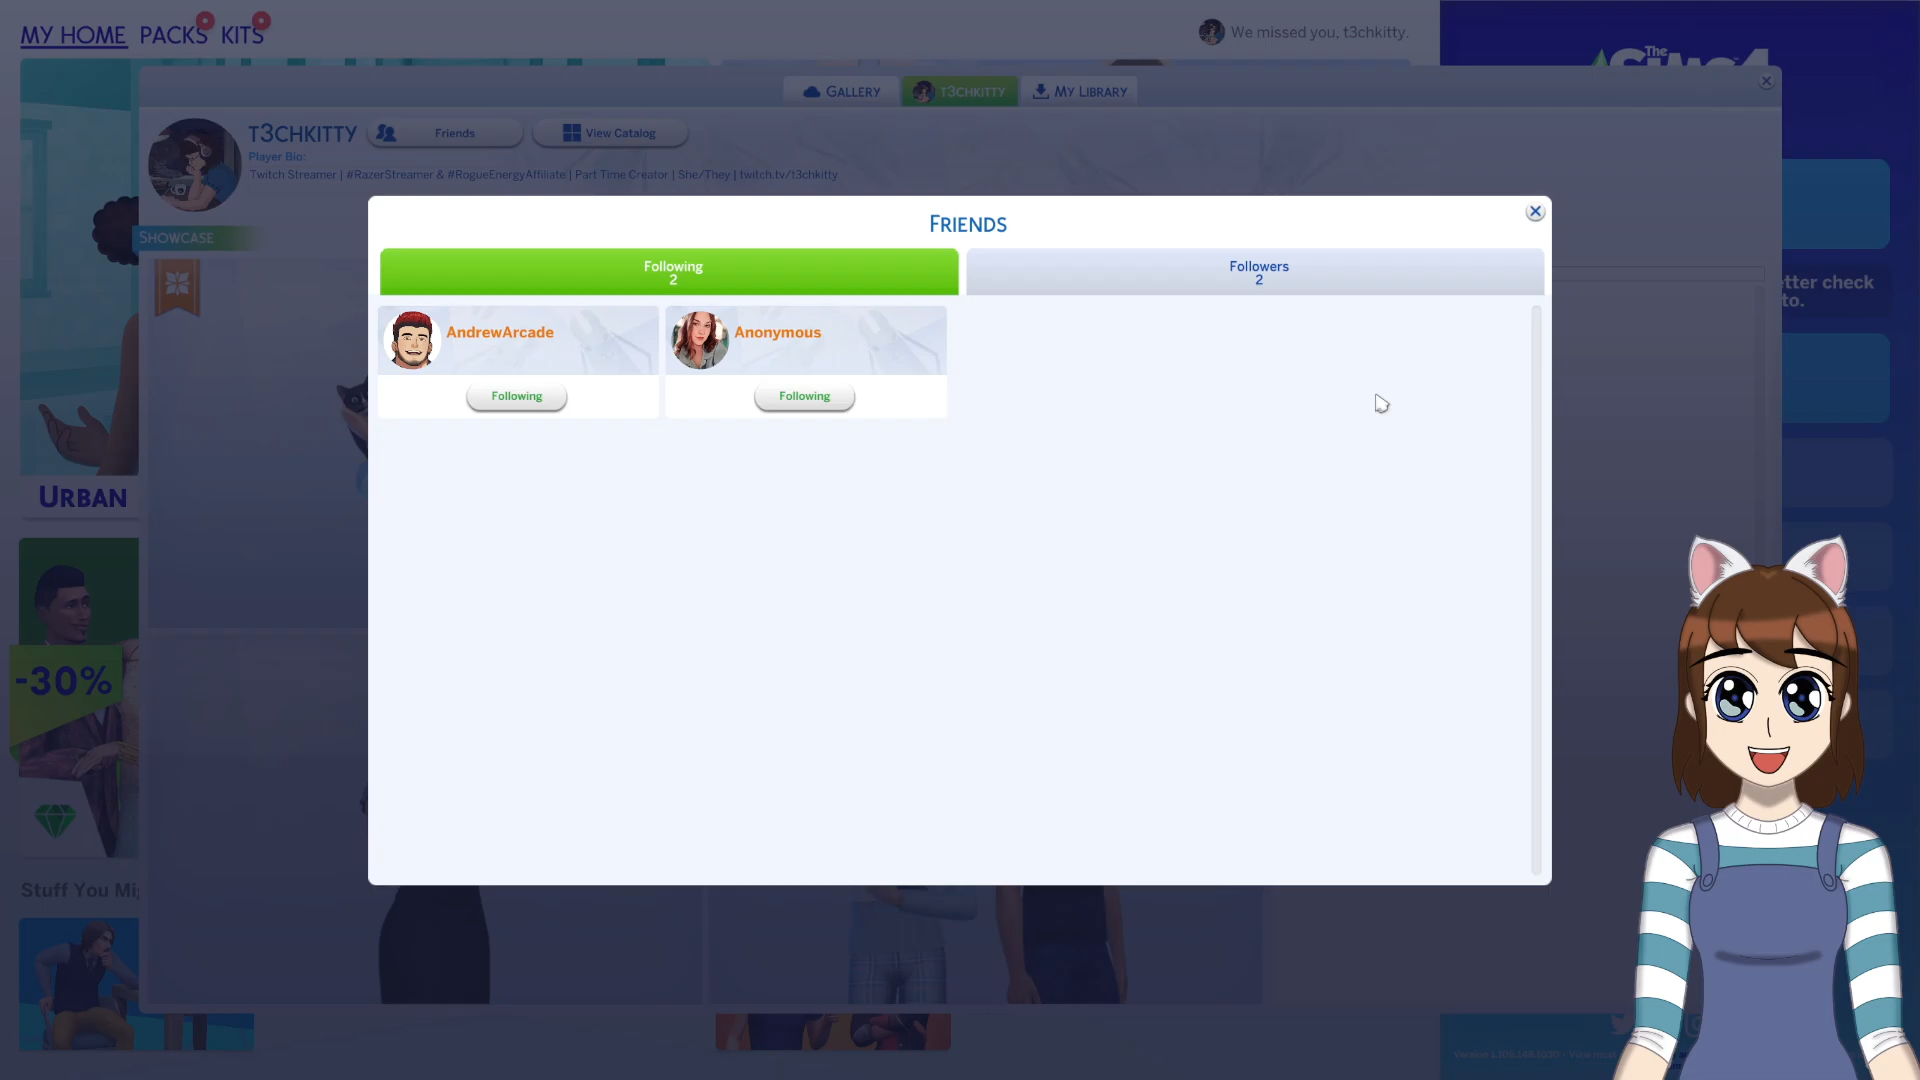 MY HOME PACKS KITS
We missed you, t3chkitty.
The
GALLERY
T3CHKITTY
MY LIBRARY
T3CHKITTY
Friends
View Catalog
Player Bio:
Twitch Streamer | #RazerStreamer & #RogueEnergyAffiliate | Part Time Creator | She/They | twitch.tv/t3chkitty
SHOWCASE
FRIENDS
Following
2
Followers
2
AndrewArcade
Anonymous
Following
Following
tter check
to.
URBAN
-30%
Stuff You Mi